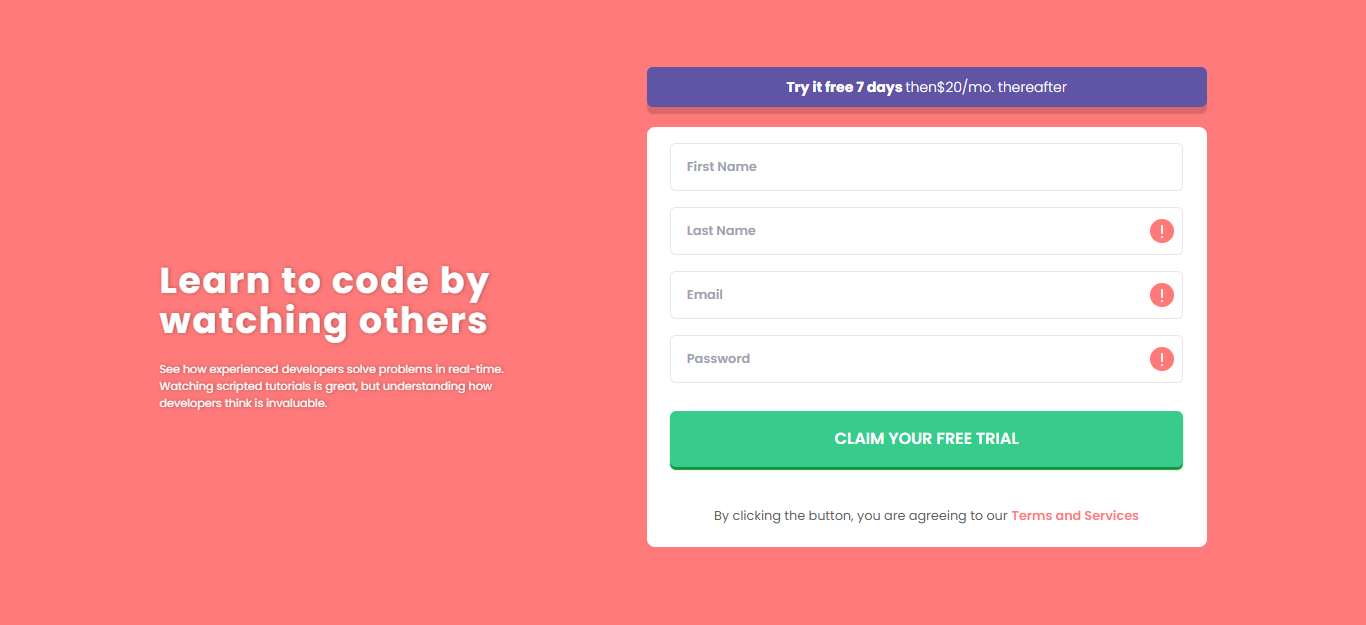 Learn to code by
watching others
See how experienced developers solve problems in real-time.
Watching scripted tutorials is great, but understanding how
developers think is invaluable.
Try it free 7 days then$20/mo. thereafter
First Name
Last Name
!
Email
!
Password
!
CLAIM YOUR FREE TRIAL
By clicking the button, you are agreeing to our Terms and Services